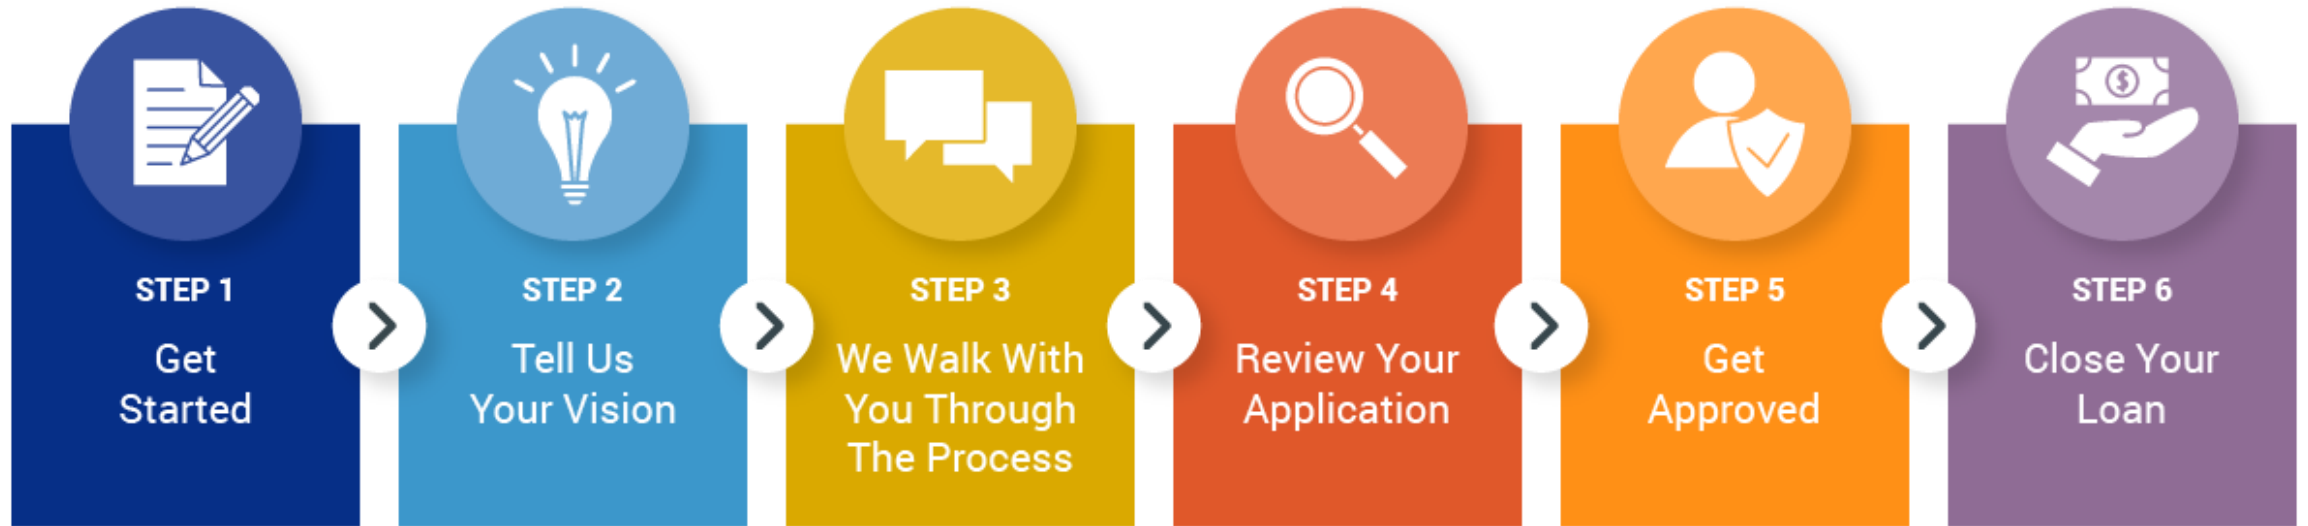 STEP 1
Get
Started
STEP 2
Tell Us
Your Vision
STEP 3
We Walk With
You Through
The Process
STEP 4
Review Your
Application
STEP 5
Get
Approved
STEP 6
Close Your
Loan